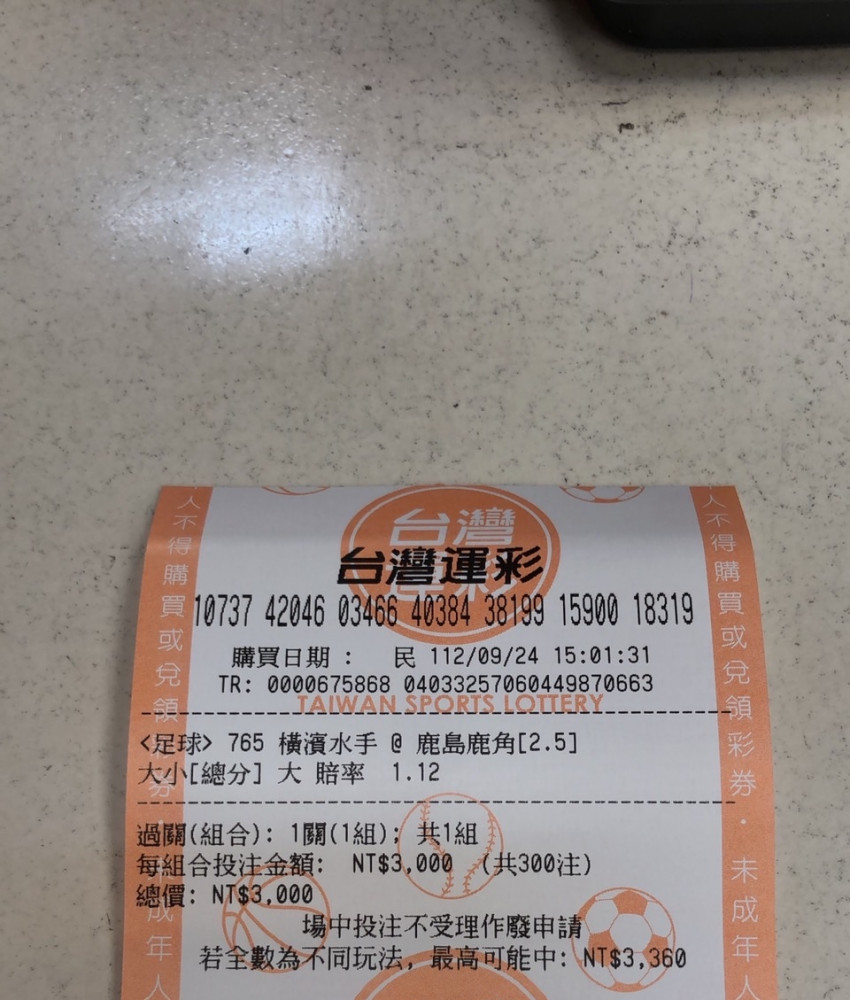 台灣
運彩
台灣運彩
10737 42046 03466 40384 38199 15900 18319
購買日期： 民 112/09/24 15:01:31
TR: 0000675868 040332570604498​70663
TAIWAN SPORTS LOTTERY
<足球> 765 橫濱水手 @ 鹿島鹿角[2.5]
大小[總分] 大 賠率 1.12
過關(組合): 1關(1組); 共1組
每組合投注金額: NT$3,000 (共300注)
總價: NT$3,000
場中投注不受理作廢申請
若全數為不同玩法, 最高可能中: NT$3,360
人不得購買或兌領彩券・未成年人
人不得購買或兌領彩券・未成年人